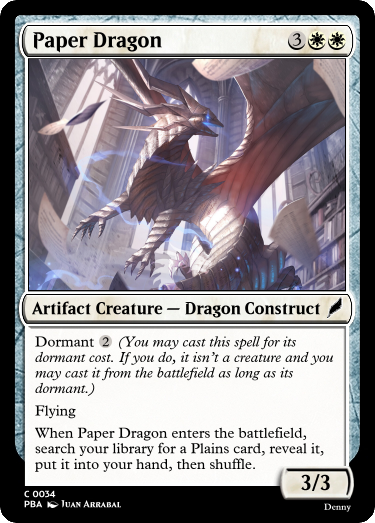 Paper Dragon 3
Artifact Creature — Dragon Construct
Dormant 2 (You may cast this spell for its
dormant cost. If you do, it isn't a creature and you
may cast it from the battlefield as long as its
dormant.)
Flying
When Paper Dragon enters the battlefield,
search your library for a Plains card, reveal it,
put it into your hand, then shuffle.
3/3
C 0034
PBA Juan Arrabal
Denny